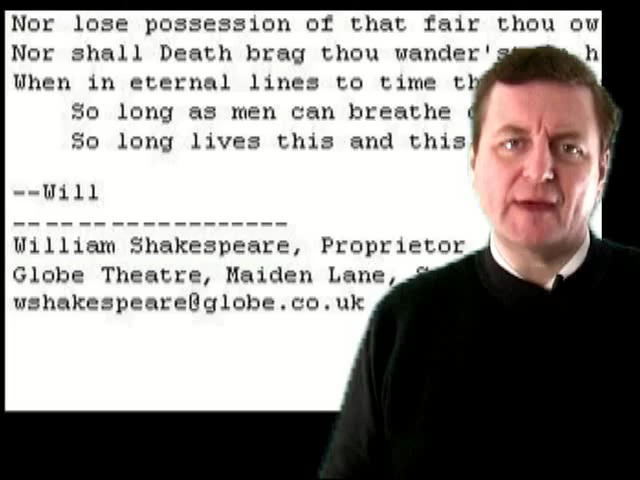 Nor lose possession of that fair thou ow
Nor shall Death brag thou wander's
When in eternal lines to time th
So long as men can breathe
So long lives this and this
--Will
------------------
William Shakespeare, Proprietor
Globe Theatre, Maiden Lane,
wshakespeare@globe.co.uk